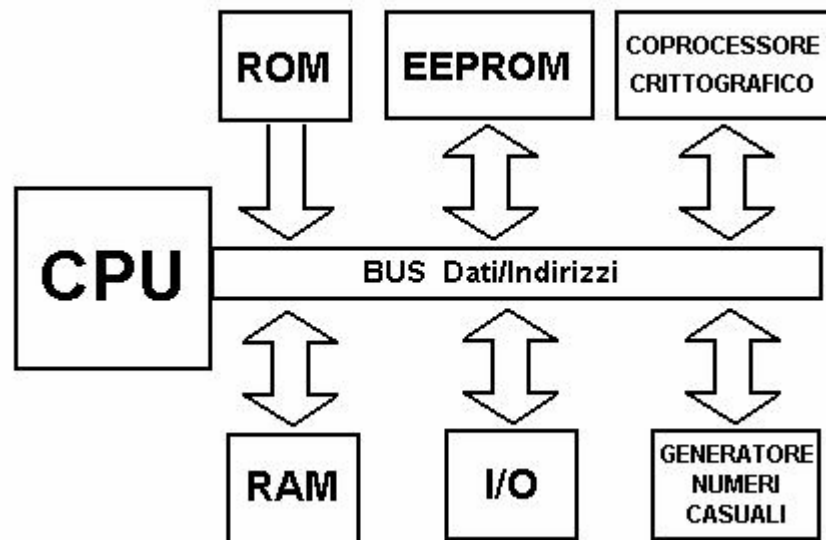 ROM
EEPROM
COPROCESSORE
CRITTOGRAFICO
CPU
BUS Dati/Indirizzi
RAM
I/O
GENERATORE
NUMERI
CASUALI